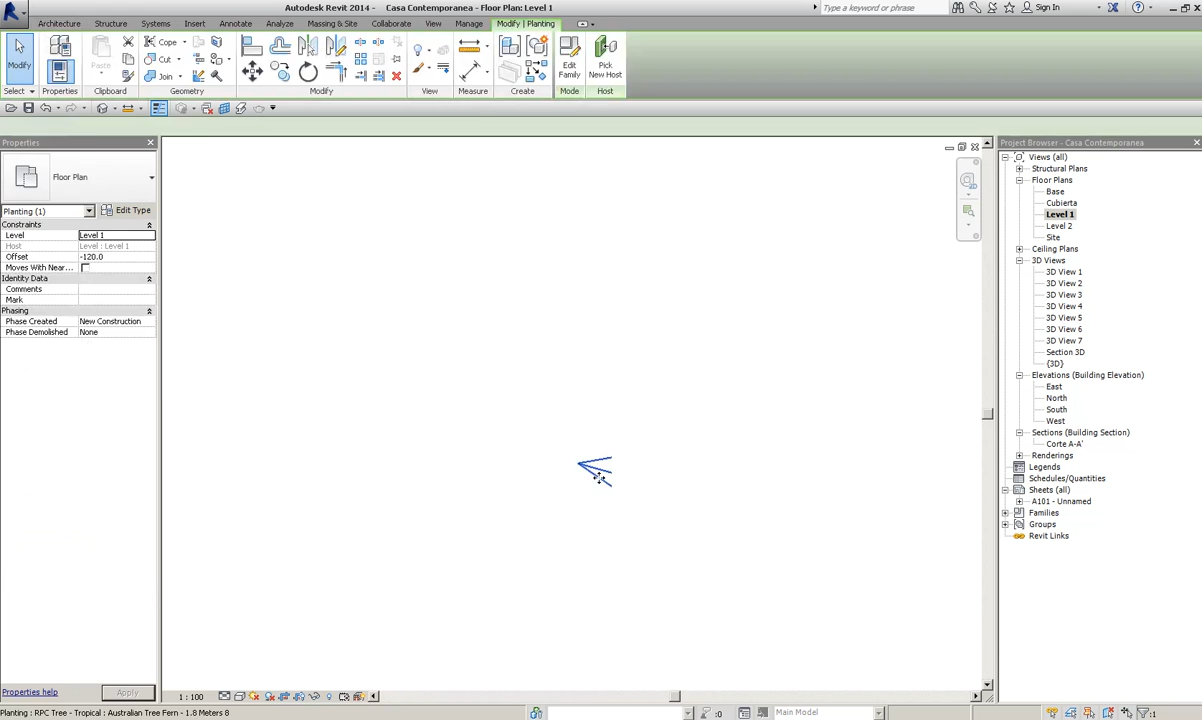 Autodesk Revit 2014 - Casa Contemporanea - Floor Plan: Level 1
Type a keyword or phrase
Sign In
Architecture Structure Systems Insert Annotate Analyze Massing & Site Collaborate View Manage Modify | Planting
Modify Paste Cope Cut Join Edit Family Pick New Host
Select Properties Clipboard Geometry Modify View Measure Create Mode Host
Properties
Floor Plan
Planting (1) Edit Type
Constraints
Level Level 1
Host Level : Level 1
Offset -120.0
Moves With Near...
Identity Data
Comments
Mark
Phasing
Phase Created New Construction
Phase Demolished None
Properties help Apply
Project Browser - Casa Contemporanea
Views (all)
Structural Plans
Floor Plans
Base
Cubierta
Level 1
Level 2
Site
Ceiling Plans
3D Views
3D View 1
3D View 2
3D View 3
3D View 4
3D View 5
3D View 6
3D View 7
Section 3D
{3D}
Elevations (Building Elevation)
East
North
South
West
Sections (Building Section)
Corte A-A'
Renderings
Legends
Schedules/Quantities
Sheets (all)
A101 - Unnamed
Families
Groups
Revit Links
1 : 100
Planting : RPC Tree - Tropical : Australian Tree Fern - 1.8 Meters 8
:0
Main Model
:1